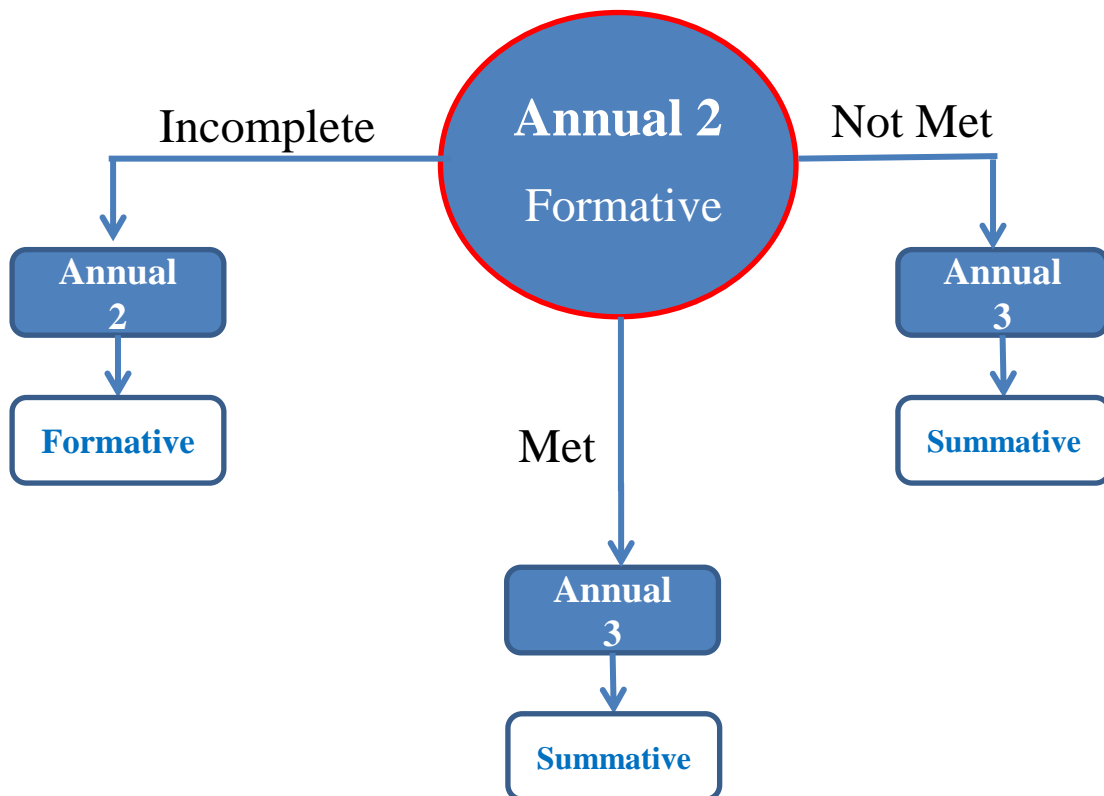 Annual 2
Formative
Incomplete
Not Met
Annual
2
Formative
Met
Annual
3
Summative
Annual
3
Summative